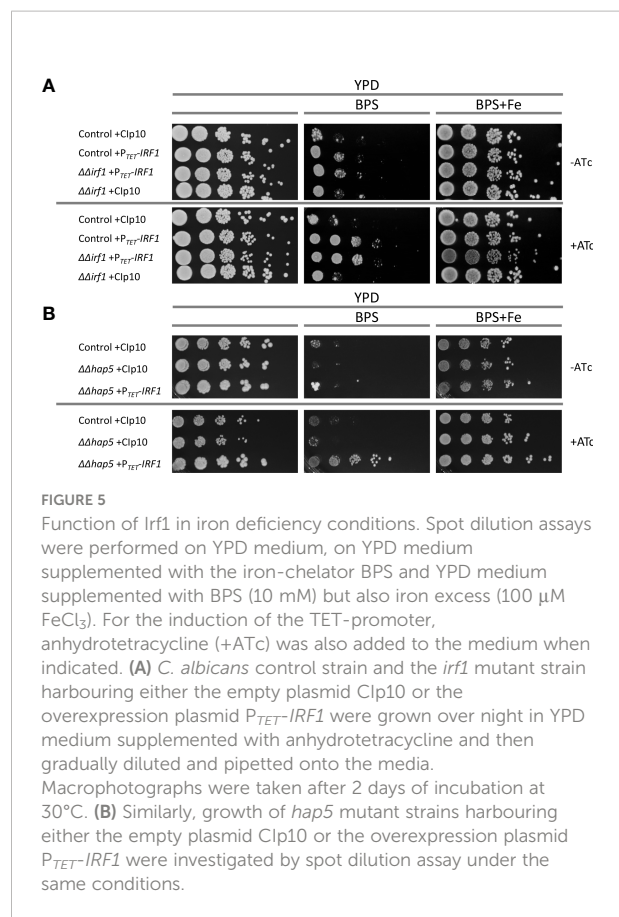 A
YPD
BPS
BPS+Fe
Control +CIp10
Control +P_TET-IRF1
ΔΔirf1 +P_TET-IRF1
ΔΔirf1 +CIp10
-ATc
Control +CIp10
Control +P_TET-IRF1
ΔΔirf1 +P_TET-IRF1
ΔΔirf1 +CIp10
+ATc
B
YPD
BPS
BPS+Fe
Control +CIp10
ΔΔhap5 +CIp10
ΔΔhap5 +P_TET-IRF1
-ATc
Control +CIp10
ΔΔhap5 +CIp10
ΔΔhap5 +P_TET-IRF1
+ATc
FIGURE 5
Function of Irf1 in iron deficiency conditions. Spot dilution assays
were performed on YPD medium, on YPD medium
supplemented with the iron-chelator BPS and YPD medium
supplemented with BPS (10 mM) but also iron excess (100 μM
FeCl₃). For the induction of the TET-promoter,
anhydrotetracycline (+ATc) was also added to the medium when
indicated. (A) C. albicans control strain and the irf1 mutant strain
harbouring either the empty plasmid CIp10 or the
overexpression plasmid P_TET-IRF1 were grown over night in YPD
medium supplemented with anhydrotetracycline and then
gradually diluted and pipetted onto the media.
Macrophotographs were taken after 2 days of incubation at
30°C. (B) Similarly, growth of hap5 mutant strains harbouring
either the empty plasmid CIp10 or the overexpression plasmid
P_TET-IRF1 were investigated by spot dilution assay under the
same conditions.